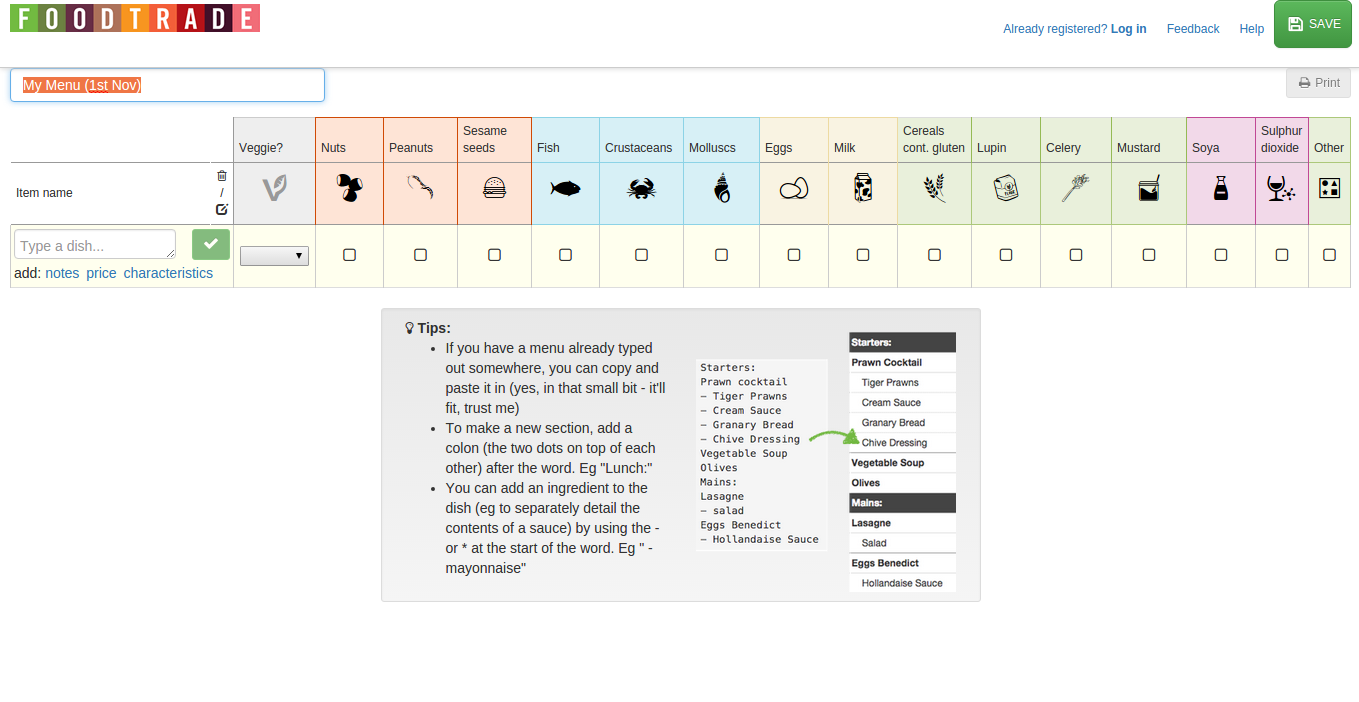 FOODTRADE
Already registered? Log in Feedback Help SAVE
My Menu (1st Nov)
Print
Veggie? Nuts Peanuts Sesame seeds Fish Crustaceans Molluscs Eggs Milk Cereals cont. gluten Lupin Celery Mustard Soya Sulphur dioxide Other
Item name /
Type a dish...
add: notes price characteristics
Tips:
If you have a menu already typed
out somewhere, you can copy and
paste it in (yes, in that small bit - it'll
fit, trust me)
To make a new section, add a
colon (the two dots on top of each
other) after the word. Eg "Lunch:"
You can add an ingredient to the
dish (eg to separately detail the
contents of a sauce) by using the -
or * at the start of the word. Eg " -
mayonnaise"
Starters:
Prawn cocktail
– Tiger Prawns
– Cream Sauce
– Granary Bread
– Chive Dressing
Vegetable Soup
Olives
Mains:
Lasagne
– salad
Eggs Benedict
– Hollandaise Sauce
Starters:
Prawn Cocktail
Tiger Prawns
Cream Sauce
Granary Bread
Chive Dressing
Vegetable Soup
Olives
Mains:
Lasagne
Salad
Eggs Benedict
Hollandaise Sauce